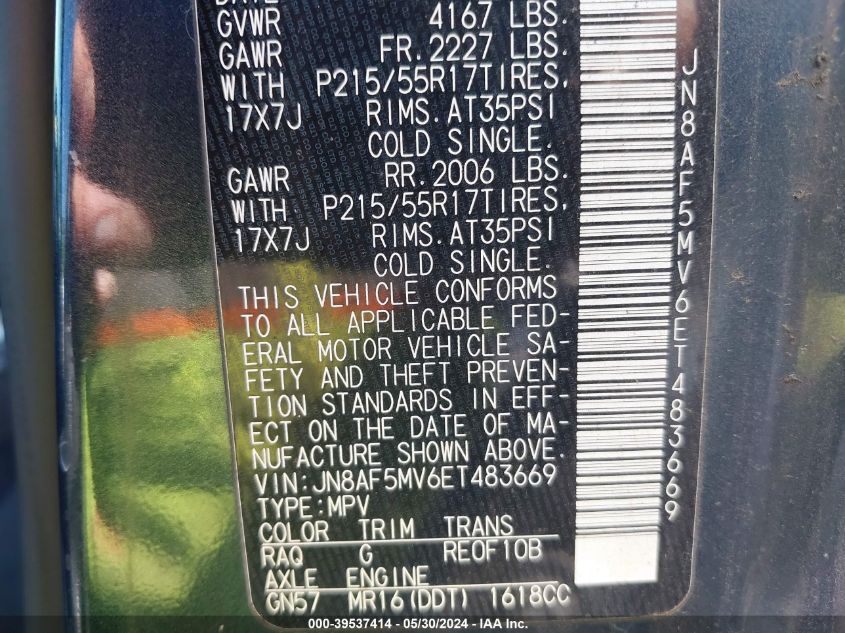 DATE
GVWR 4167 LBS.
GAWR FR. 2227 LBS.
WITH P215/55R17TIRES,
17X7J RIMS. AT35PSI
COLD SINGLE.
GAWR RR. 2006 LBS.
WITH P215/55R17TIRES,
17X7J RIMS. AT35PSI
COLD SINGLE.
THIS VEHICLE CONFORMS
TO ALL APPLICABLE FED-
ERAL MOTOR VEHICLE SA-
FETY AND THEFT PREVEN-
TION STANDARDS IN EFF-
ECT ON THE DATE OF MA-
NUFACTURE SHOWN ABOVE.
VIN:JN8AF5MV6ET483669
TYPE:MPV
COLOR TRIM TRANS
RAQ G RE0F10B
AXLE ENGINE
GN57 MR16(DDT) 1618CC
JN8AF5MV6ET483669
000-39537414 - 05/30/2024 - IAA Inc.